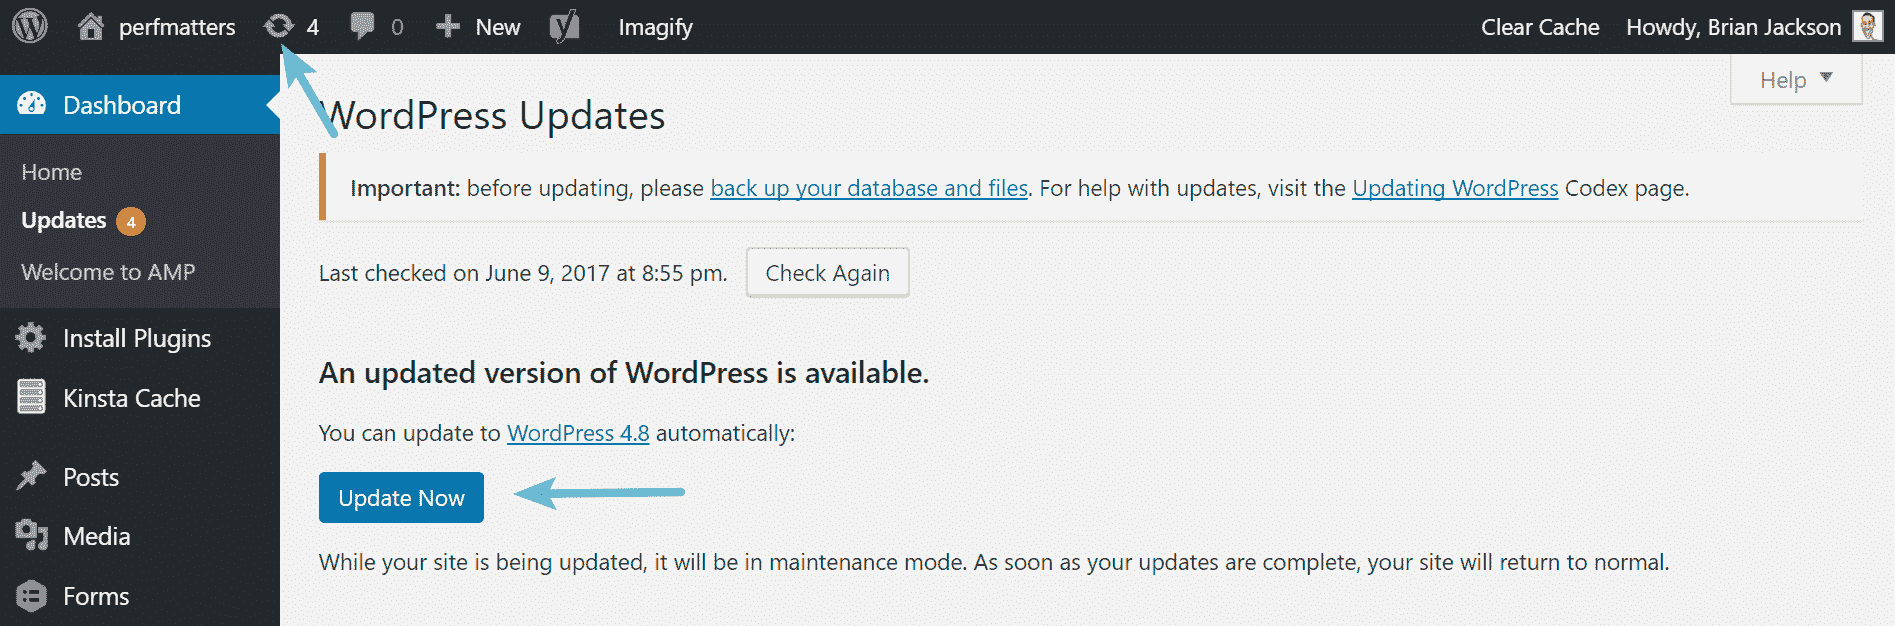 perfmatters 4 0 New Imagify Clear Cache Howdy, Brian Jackson
Help
Dashboard
WordPress Updates
Home
Important: before updating, please back up your database and files. For help with updates, visit the Updating WordPress Codex page.
Updates 4
Welcome to AMP
Last checked on June 9, 2017 at 8:55 pm. Check Again
Install Plugins
An updated version of WordPress is available.
Kinsta Cache
You can update to WordPress 4.8 automatically:
Posts
Update Now
Media
While your site is being updated, it will be in maintenance mode. As soon as your updates are complete, your site will return to normal.
Forms